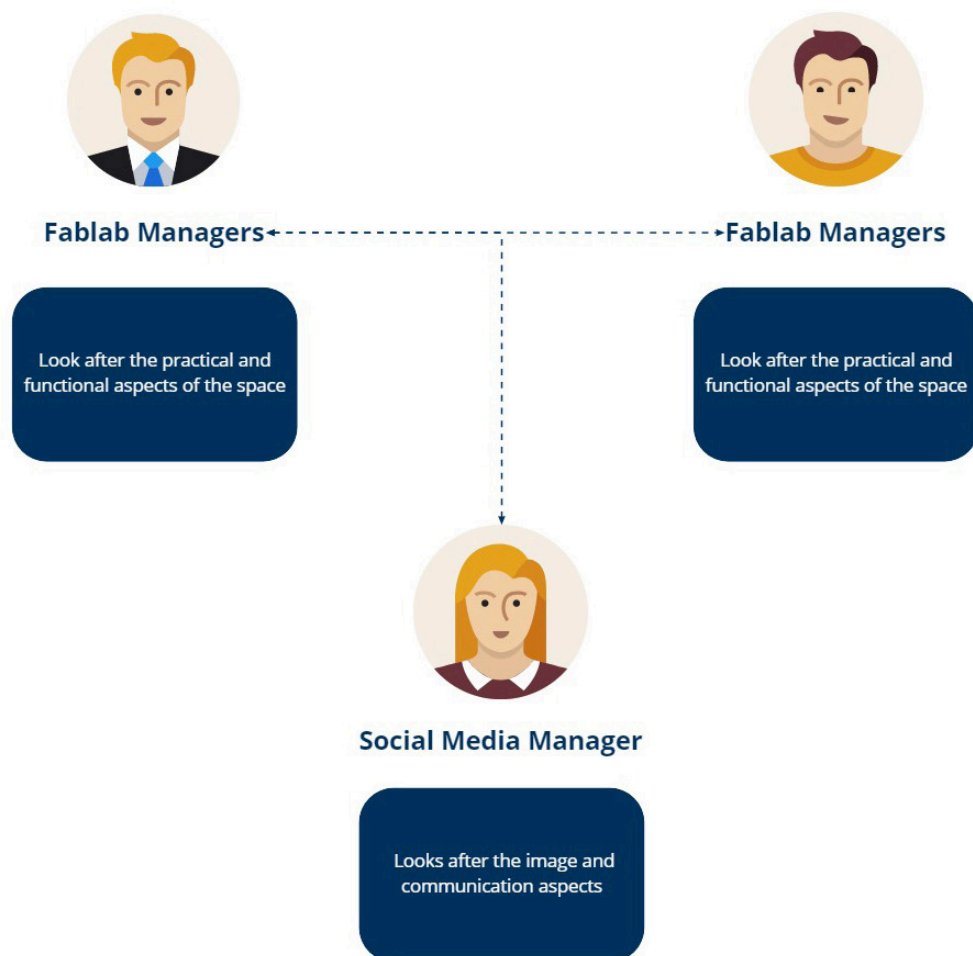 Fablab Managers
Fablab Managers
Look after the practical and
functional aspects of the space
Look after the practical and
functional aspects of the space
Social Media Manager
Looks after the image and
communication aspects